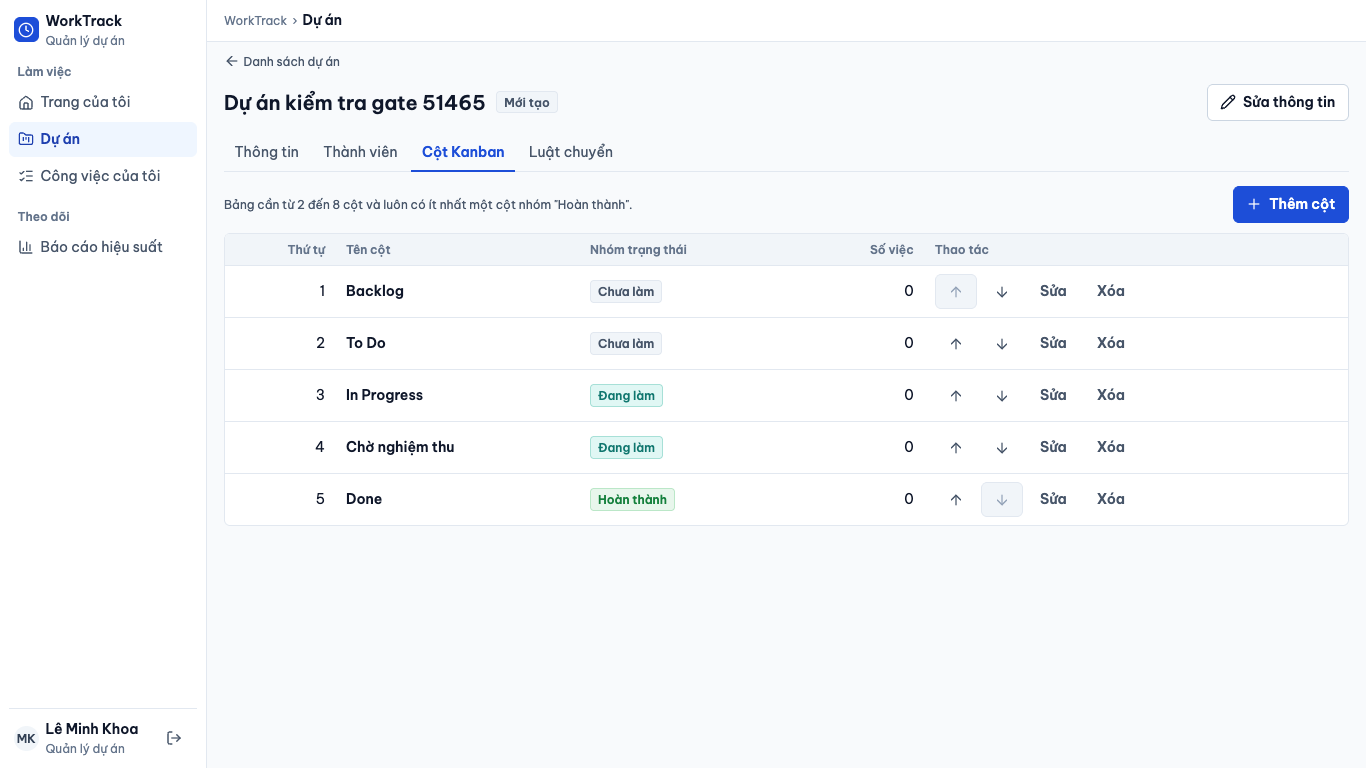 WorkTrack
Quản lý dự án
Làm việc
Trang của tôi
Dự án
Công việc của tôi
Theo dõi
Báo cáo hiệu suất
WorkTrack › Dự án
← Danh sách dự án
Dự án kiểm tra gate 51465 Mới tạo
Sửa thông tin
Thông tin Thành viên Cột Kanban Luật chuyển
Bảng cần từ 2 đến 8 cột và luôn có ít nhất một cột nhóm "Hoàn thành".
+ Thêm cột
Thứ tự Tên cột Nhóm trạng thái Số việc Thao tác
1 Backlog Chưa làm 0 ↑ ↓ Sửa Xóa
2 To Do Chưa làm 0 ↑ ↓ Sửa Xóa
3 In Progress Đang làm 0 ↑ ↓ Sửa Xóa
4 Chờ nghiệm thu Đang làm 0 ↑ ↓ Sửa Xóa
5 Done Hoàn thành 0 ↑ ↓ Sửa Xóa
MK Lê Minh Khoa
Quản lý dự án